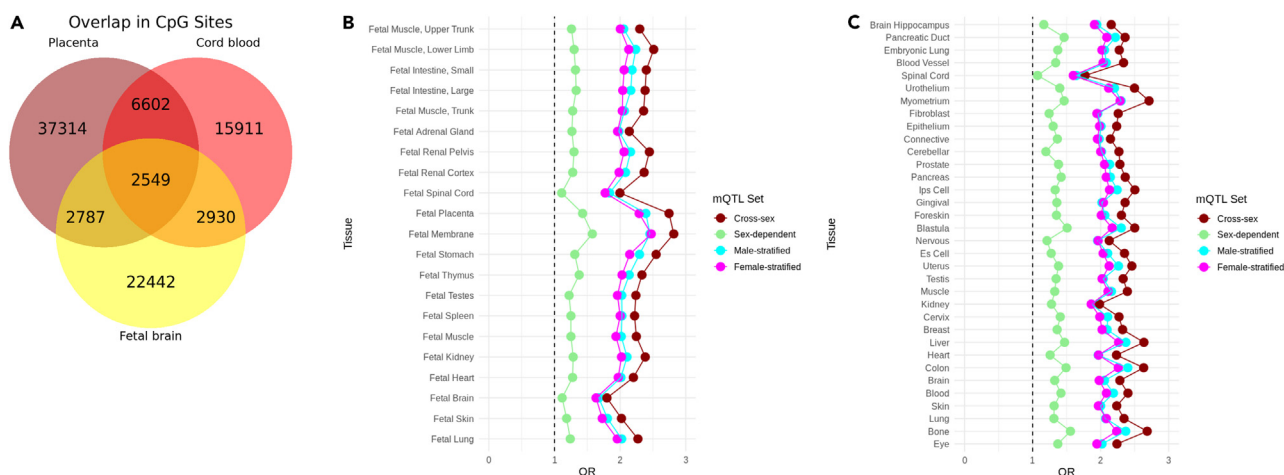 A
Overlap in CpG Sites
Placenta
Cord blood
37314
6602
15911
2549
2787
2930
22442
Fetal brain
B
Tissue
Fetal Muscle, Upper Trunk
Fetal Muscle, Lower Limb
Fetal Intestine, Small
Fetal Intestine, Large
Fetal Muscle, Trunk
Fetal Adrenal Gland
Fetal Renal Pelvis
Fetal Renal Cortex
Fetal Spinal Cord
Fetal Placenta
Fetal Membrane
Fetal Stomach
Fetal Thymus
Fetal Testes
Fetal Spleen
Fetal Muscle
Fetal Kidney
Fetal Heart
Fetal Brain
Fetal Skin
Fetal Lung
0 1 2 3
OR
mQTL Set
Cross-sex
Sex-dependent
Male-stratified
Female-stratified
C
Tissue
Brain Hippocampus
Pancreatic Duct
Embryonic Lung
Blood Vessel
Spinal Cord
Urothelium
Myometrium
Fibroblast
Epithelium
Connective
Cerebellar
Prostate
Pancreas
Ips Cell
Gingival
Foreskin
Blastula
Nervous
Es Cell
Uterus
Testis
Muscle
Kidney
Cervix
Breast
Liver
Heart
Colon
Brain
Blood
Skin
Lung
Bone
Eye
0 1 2 3
OR
mQTL Set
Cross-sex
Sex-dependent
Male-stratified
Female-stratified